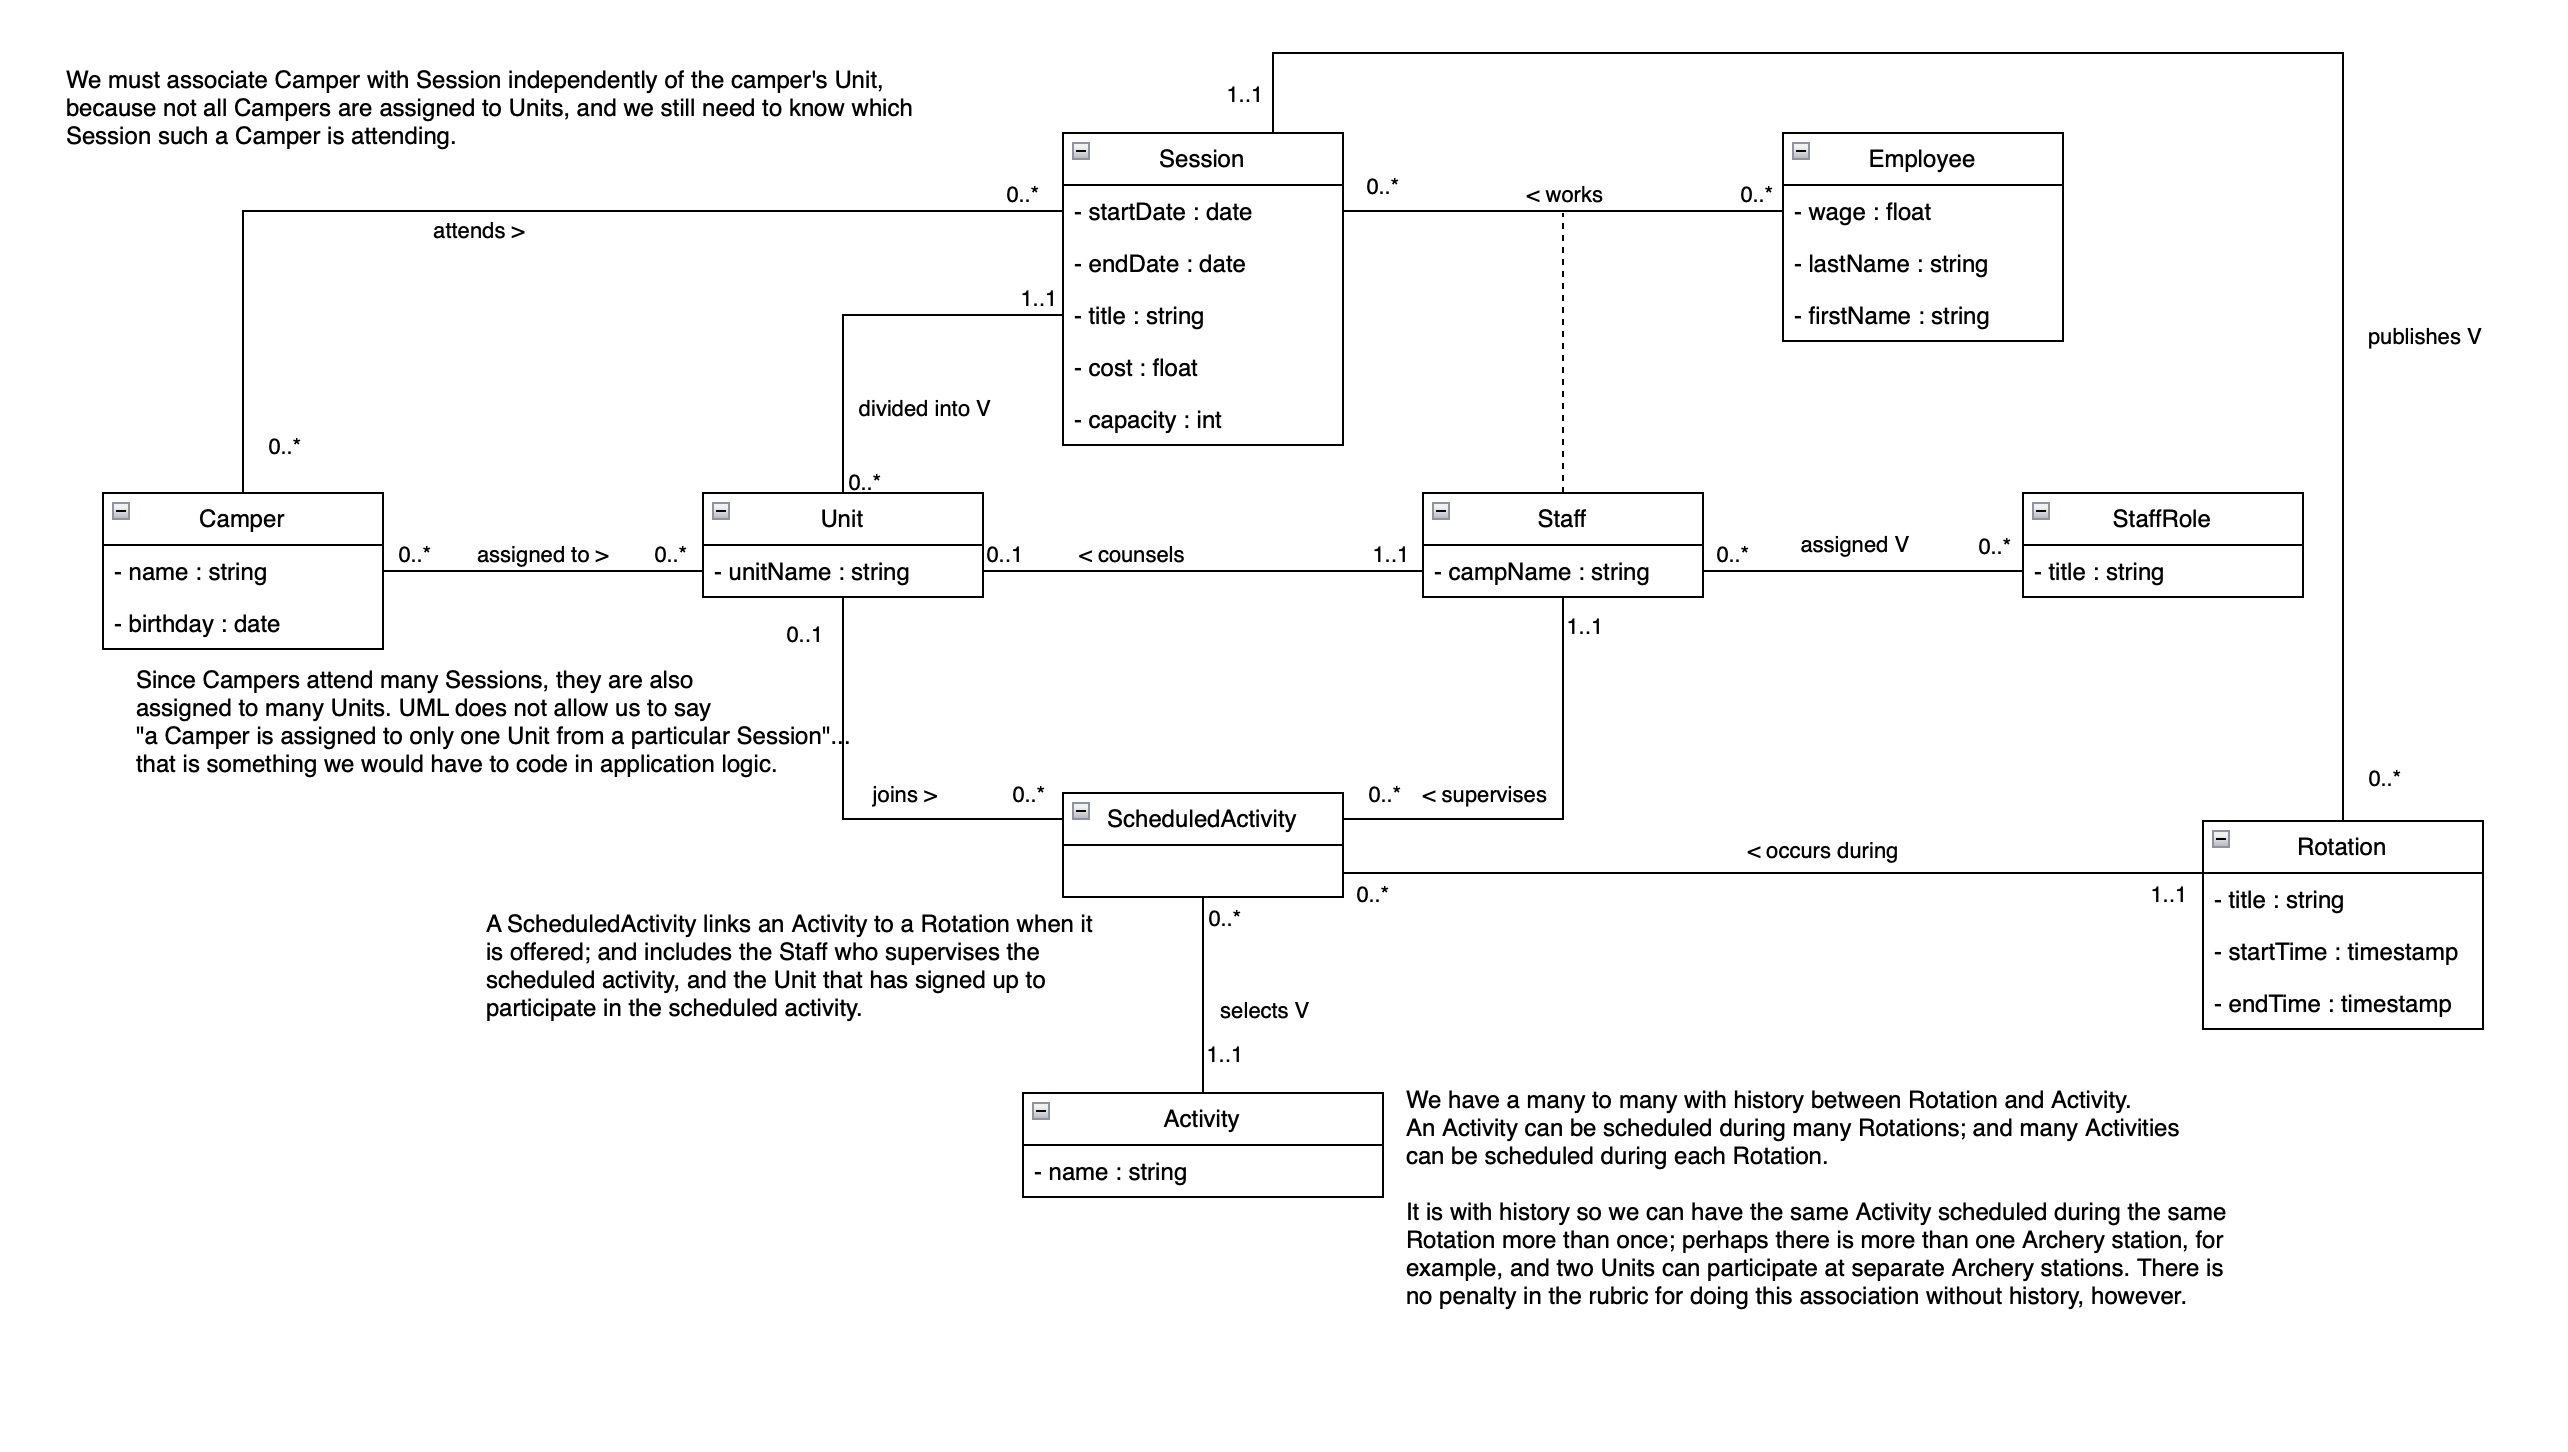 We must associate Camper with Session independently of the camper's Unit,
because not all Campers are assigned to Units, and we still need to know which
Session such a Camper is attending.
1..1
Session
- startDate : date
- endDate : date
- title : string
- cost : float
- capacity : int
0..*
< works
0..*
Employee
- wage : float
- lastName : string
- firstName : string
0..*
attends >
1..1
publishes V
divided into V
0..*
0..*
Camper
- name : string
- birthday : date
0..*
assigned to >
0..*
Unit
- unitName : string
0..1
< counsels
1..1
Staff
- campName : string
0..*
assigned V
0..*
StaffRole
- title : string
0..1
1..1
Since Campers attend many Sessions, they are also
assigned to many Units. UML does not allow us to say
"a Camper is assigned to only one Unit from a particular Session"...
that is something we would have to code in application logic.
joins >
0..*
ScheduledActivity
0..*
< supervises
0..*
< occurs during
0..*
1..1
Rotation
- title : string
- startTime : timestamp
- endTime : timestamp
A ScheduledActivity links an Activity to a Rotation when it
is offered; and includes the Staff who supervises the
scheduled activity, and the Unit that has signed up to
participate in the scheduled activity.
0..*
selects V
1..1
Activity
- name : string
We have a many to many with history between Rotation and Activity.
An Activity can be scheduled during many Rotations; and many Activities
can be scheduled during each Rotation.
It is with history so we can have the same Activity scheduled during the same
Rotation more than once; perhaps there is more than one Archery station, for
example, and two Units can participate at separate Archery stations. There is
no penalty in the rubric for doing this association without history, however.